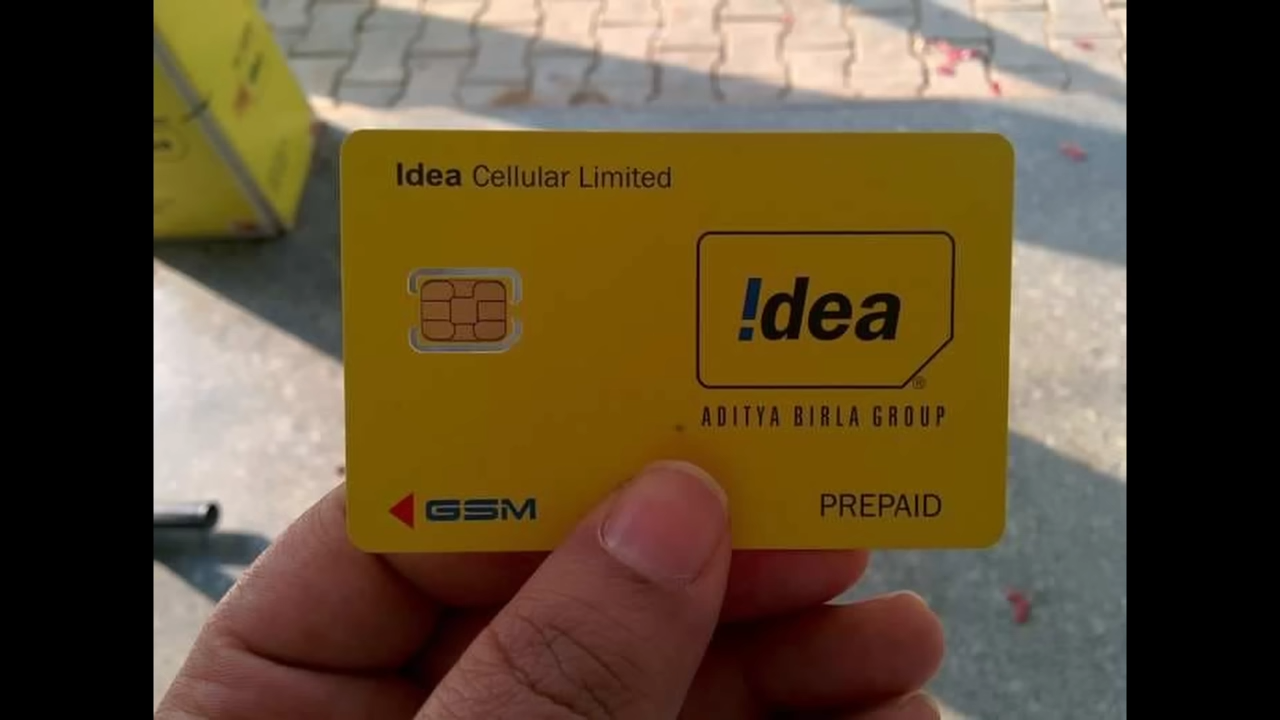 Idea Cellular Limited
!dea
®
ADITYA BIRLA GROUP
GSM
PREPAID